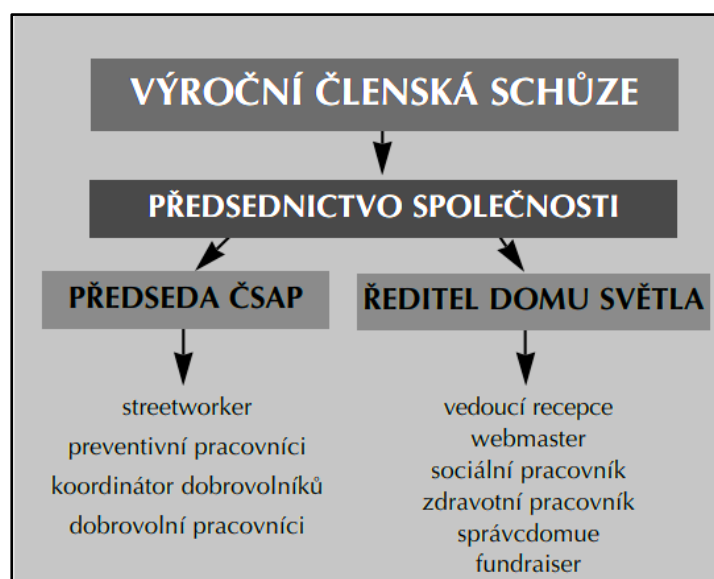 VÝROČNÍ ČLENSKÁ SCHŮZE
PŘEDSEDNICTVO SPOLEČNOSTI
PŘEDSEDA ČSAP
streetworker
preventivní pracovníci
koordinátor dobrovolníků
dobrovolní pracovníci
ŘEDITEL DOMU SVĚTLA
vedoucí recepce
webmaster
sociální pracovník
zdravotní pracovník
správcdomue
fundraiser